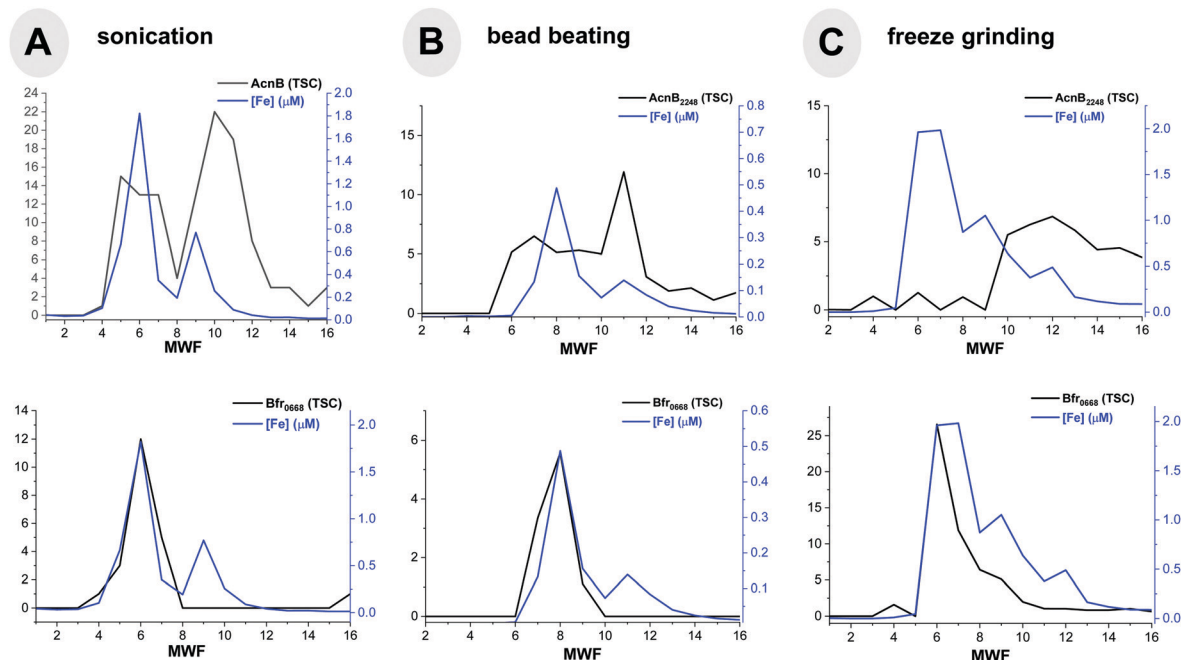 A sonication
B bead beating
C freeze grinding
AcnB (TSC)
[Fe] (μM)
24
22
20
18
16
14
12
10
8
6
4
2
0
2.0
1.8
1.6
1.4
1.2
1.0
0.8
0.6
0.4
0.2
0.0
2 4 6 8 10 12 14 16
MWF
AcnB2248 (TSC)
[Fe] (μM)
15
10
5
0
0.8
0.7
0.6
0.5
0.4
0.3
0.2
0.1
0.0
2 4 6 8 10 12 14 16
MWF
AcnB2248 (TSC)
[Fe] (μM)
15
10
5
0
2.0
1.5
1.0
0.5
0.0
2 4 6 8 10 12 14 16
MWF
Bfr0668 (TSC)
[Fe] (μM)
14
12
10
8
6
4
2
0
2.0
1.5
1.0
0.5
0.0
2 4 6 8 10 12 14 16
MWF
Bfr0668 (TSC)
[Fe] (μM)
6
4
2
0
0.6
0.5
0.4
0.3
0.2
0.1
2 4 6 8 10 12 14 16
MWF
Bfr0668 (TSC)
[Fe] (μM)
25
20
15
10
5
0
2.0
1.5
1.0
0.5
0.0
2 4 6 8 10 12 14 16
MWF